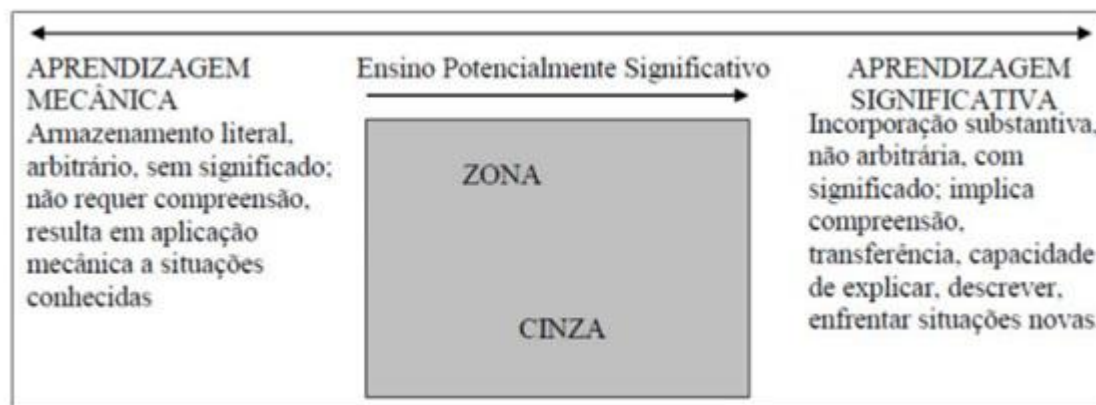 APRENDIZAGEM
MECÂNICA
Armazenamento literal,
arbitrário, sem significado;
não requer compreensão,
resulta em aplicação
mecânica a situações
conhecidas
Ensino Potencialmente Significativo
ZONA
CINZA
APRENDIZAGEM
SIGNIFICATIVA
Incorporação substantiva,
não arbitrária, com
significado; implica
compreensão,
transferência, capacidade
de explicar, descrever,
enfrentar situações novas